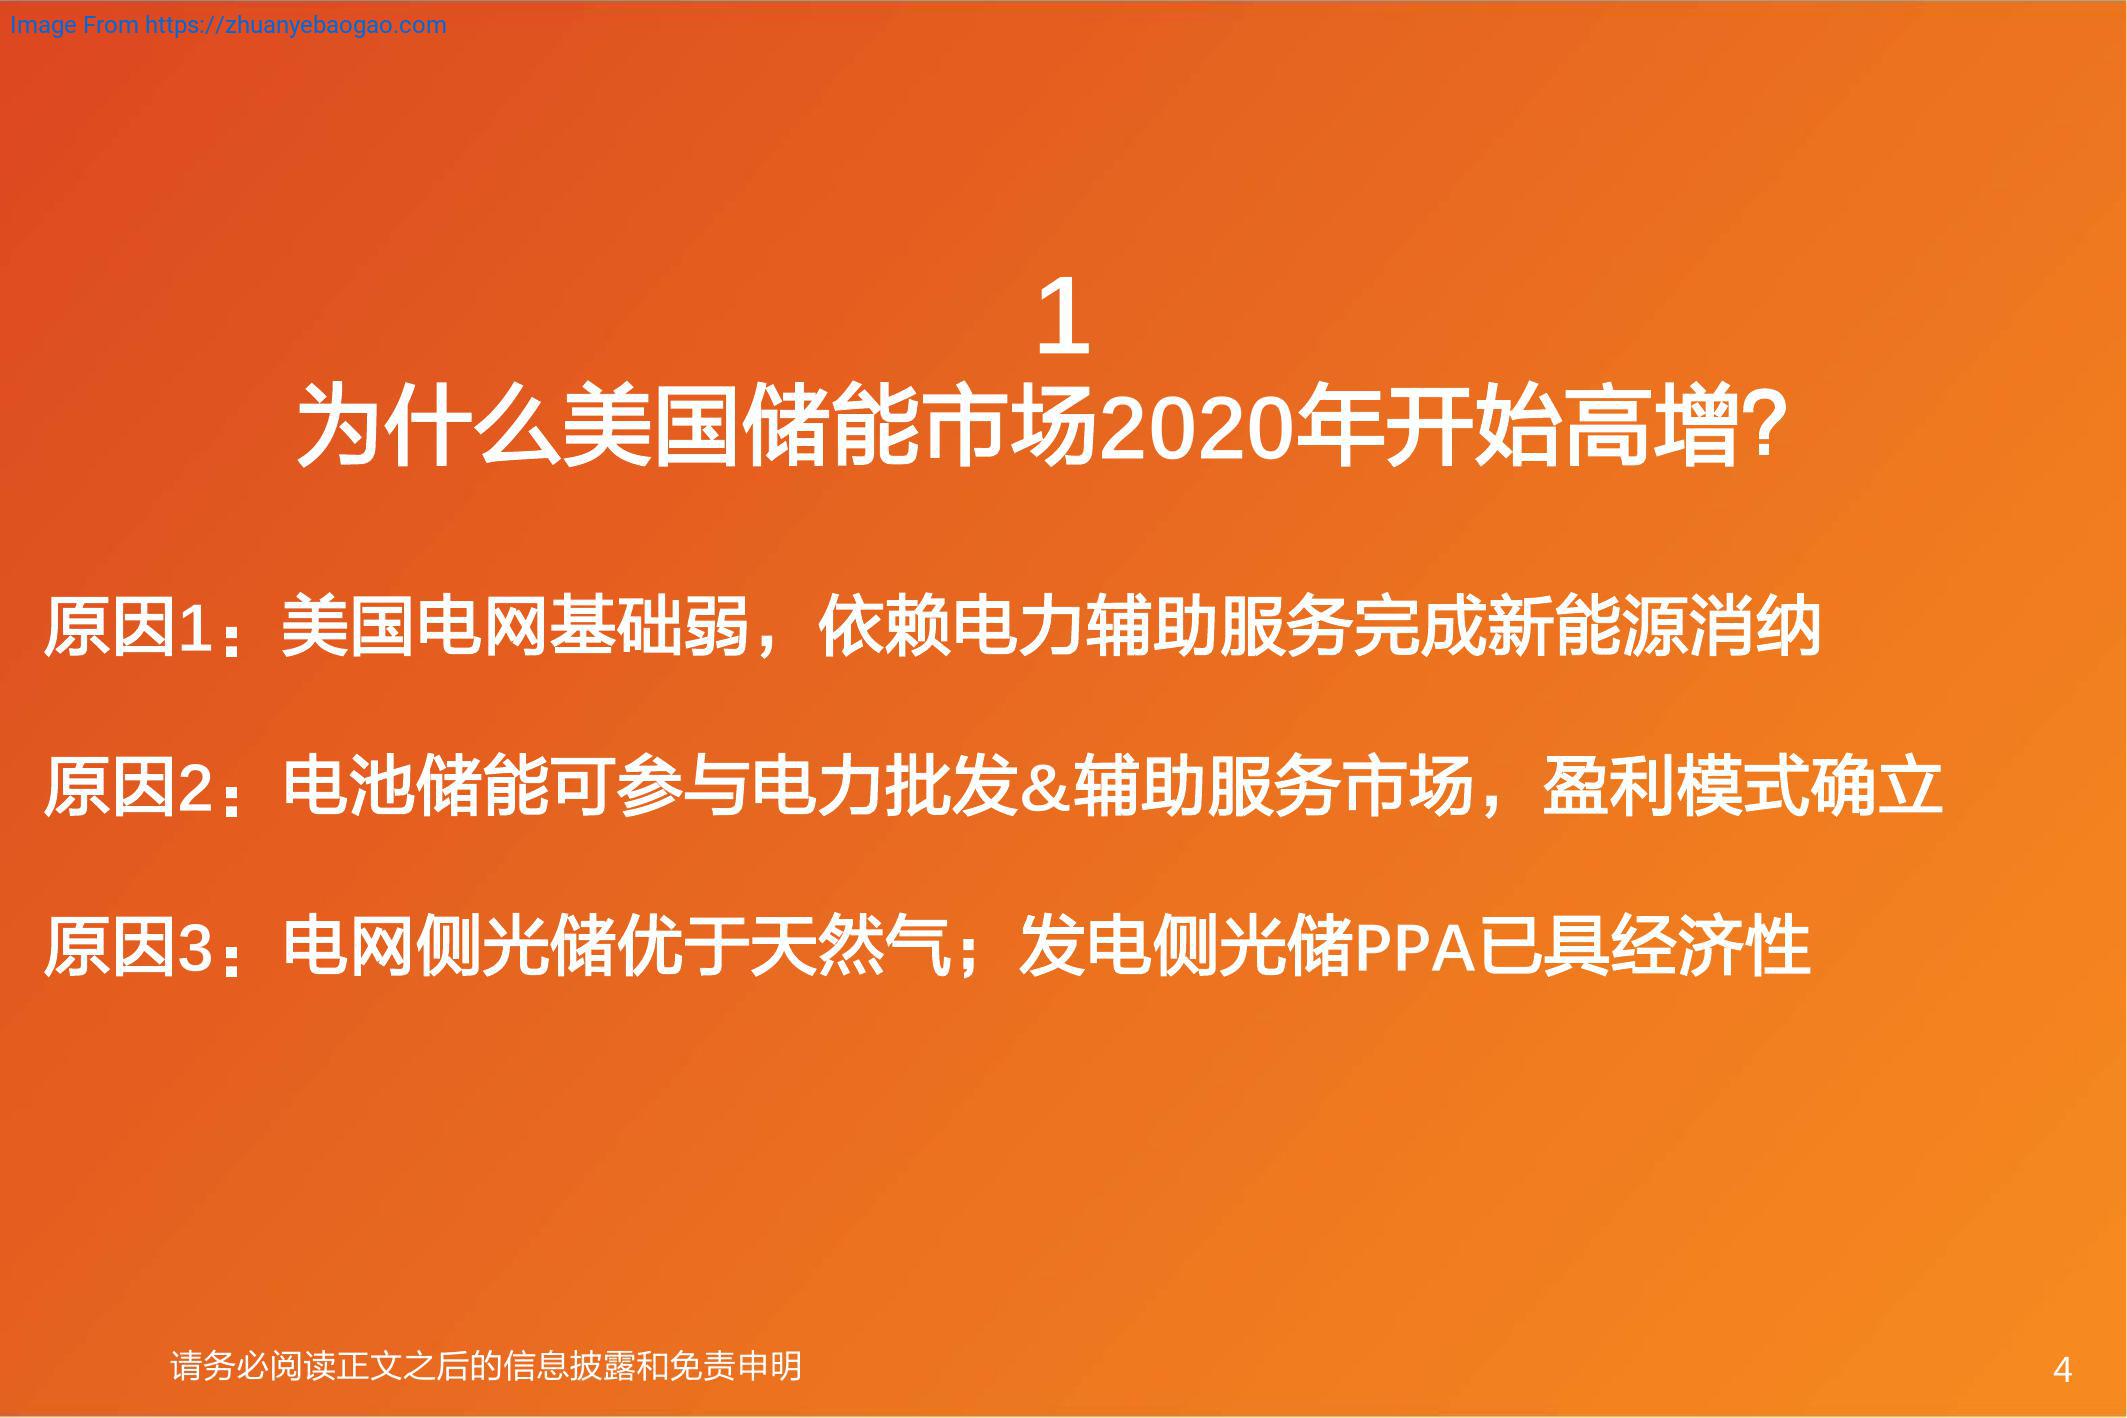 Image From https://zhuanyebaogao.com
1
为什么美国储能市场2020年开始高增？
原因1：美国电网基础弱，依赖电力辅助服务完成新能源消纳
原因2：电池储能可参与电力批发&辅助服务市场，盈利模式确立
原因3：电网侧光储优于天然气；发电侧光储PPA已具经济性
请务必阅读正文之后的信息披露和免责申明
4